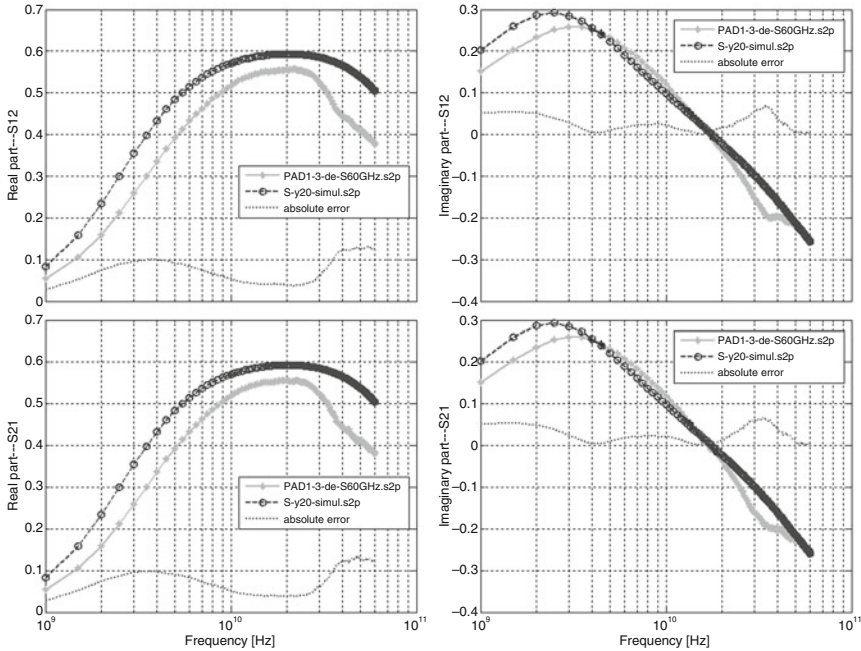 0.7
0.6
0.5
0.4
0.3
0.2
0.1
0
Real part---S12
PAD1-3-de-S60GHz.s2p
S-y20-simul.s2p
absolute error
0.3
0.2
0.1
0
−0.1
−0.2
−0.3
−0.4
Imaginary part---S12
PAD1-3-de-S60GHz.s2p
S-y20-simul.s2p
absolute error
0.7
0.6
0.5
0.4
0.3
0.2
0.1
0
Real part---S21
PAD1-3-de-S60GHz.s2p
S-y20-simul.s2p
absolute error
10⁹
10¹⁰
10¹¹
Frequency [Hz]
0.3
0.2
0.1
0
−0.1
−0.2
−0.3
−0.4
Imaginary part---S21
PAD1-3-de-S60GHz.s2p
S-y20-simul.s2p
absolute error
10⁹
10¹⁰
10¹¹
Frequency [Hz]